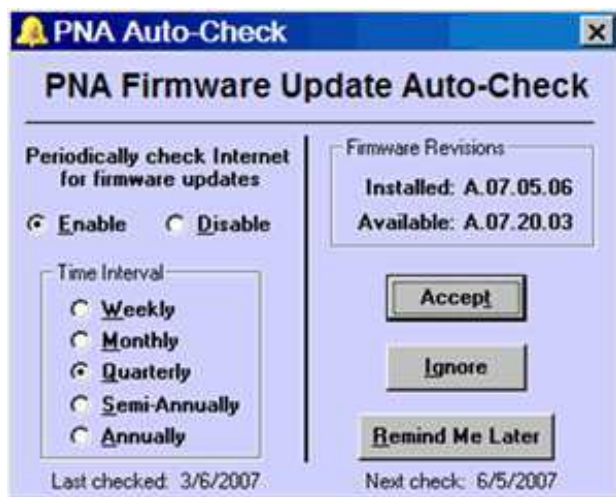 PNA Auto-Check
PNA Firmware Update Auto-Check
Periodically check Internet
for firmware updates
Enable Disable
Time Interval
Weekly
Monthly
Quarterly
Semi-Annually
Annually
Last checked: 3/6/2007
Firmware Revisions
Installed: A.07.05.06
Available: A.07.20.03
Accept
Ignore
Remind Me Later
Next check: 6/5/2007